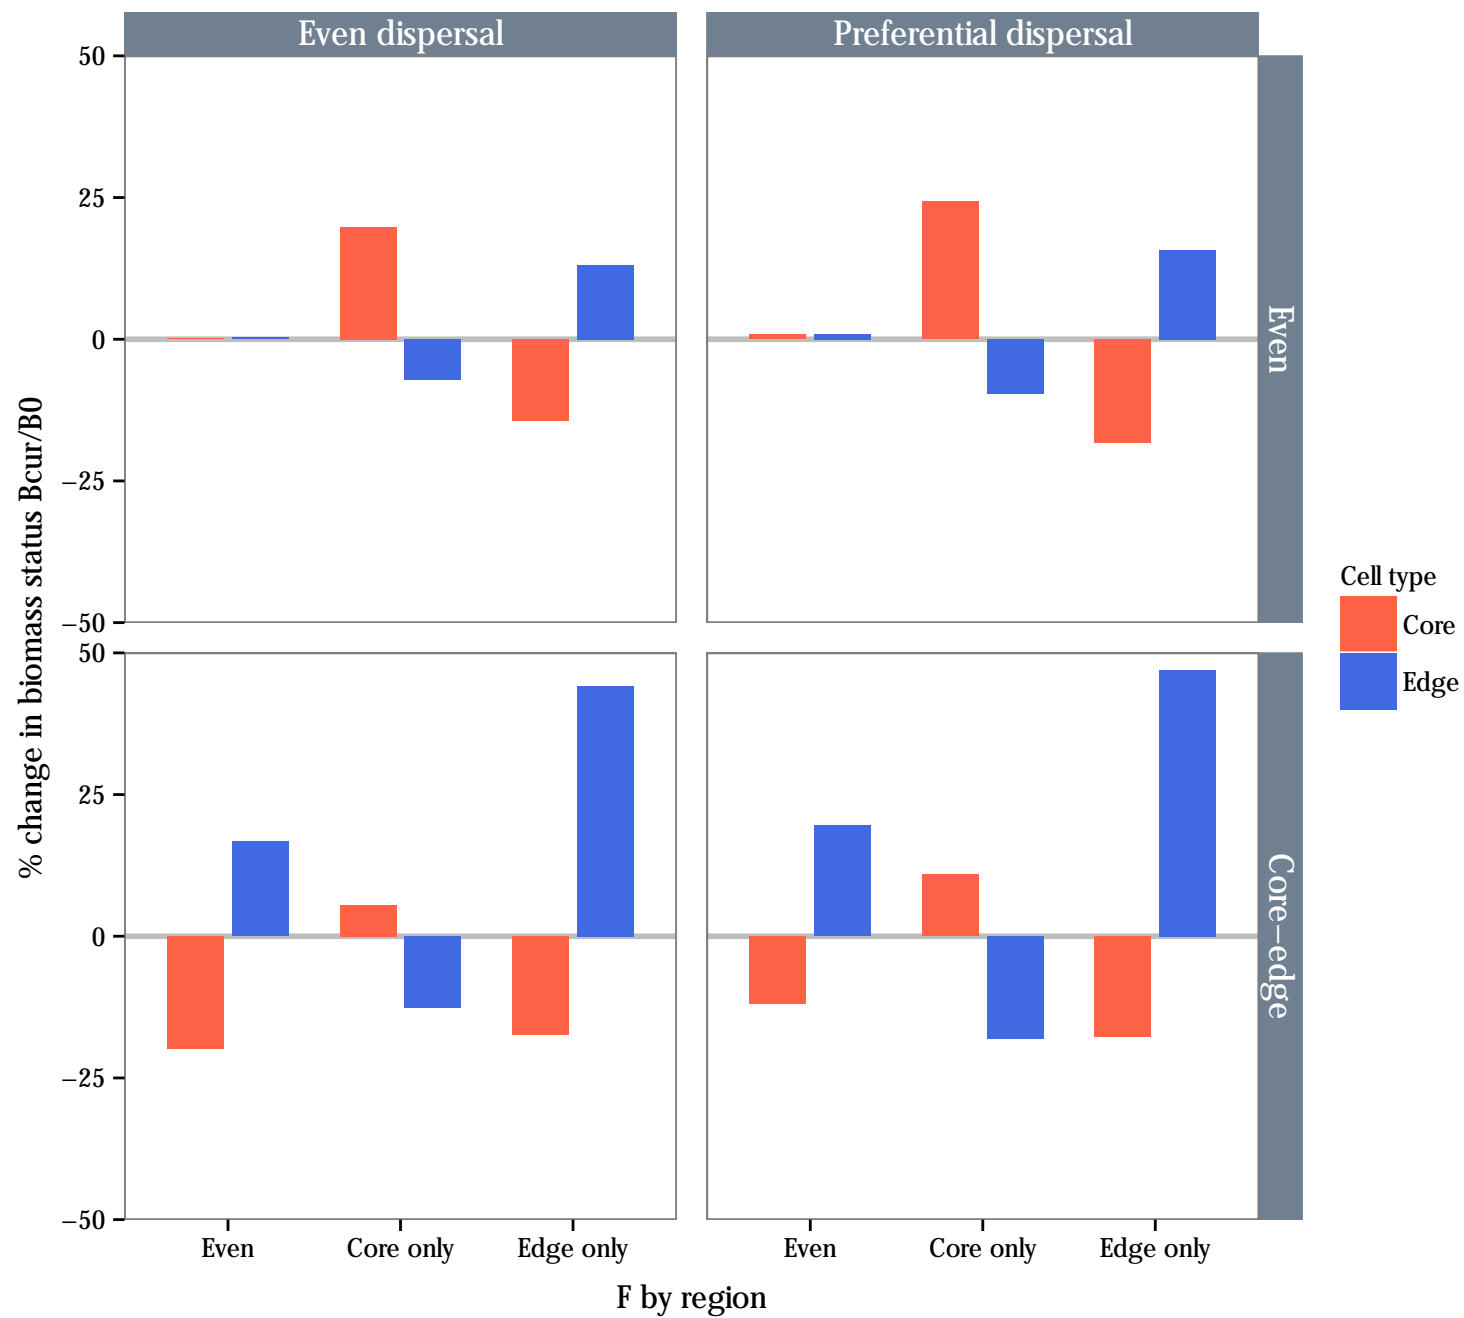 Even dispersal
Preferential dispersal
50
25
0
−25
−50
Even
50
25
0
−25
−50
Core−edge
% change in biomass status Bcur/B0
Even
Core only
Edge only
Even
Core only
Edge only
F by region
Cell type
Core
Edge